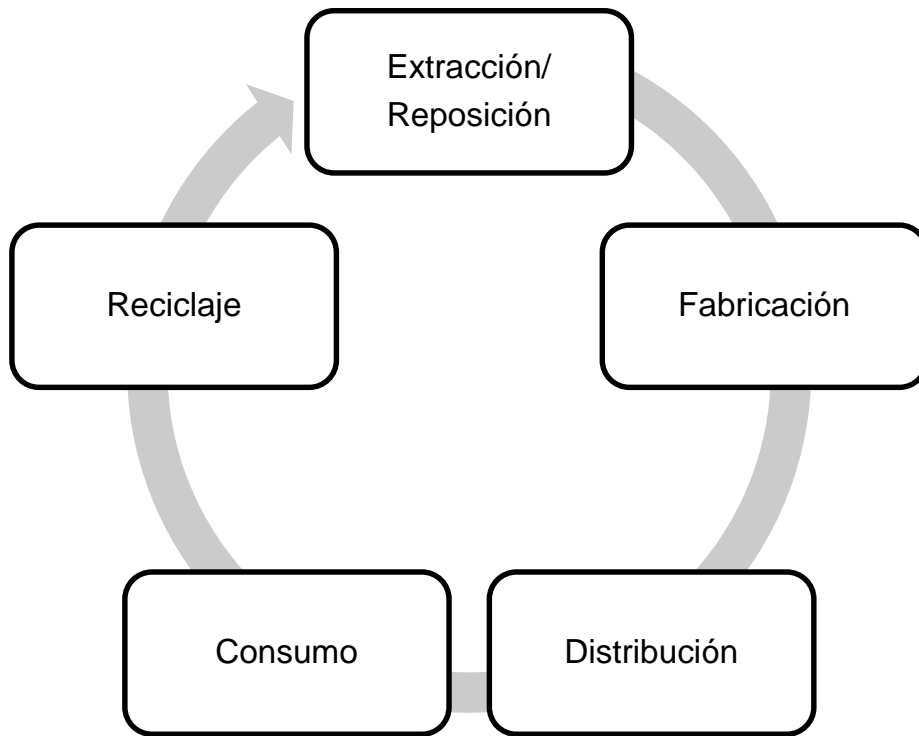 Extracción/
Reposición
Fabricación
Distribución
Consumo
Reciclaje